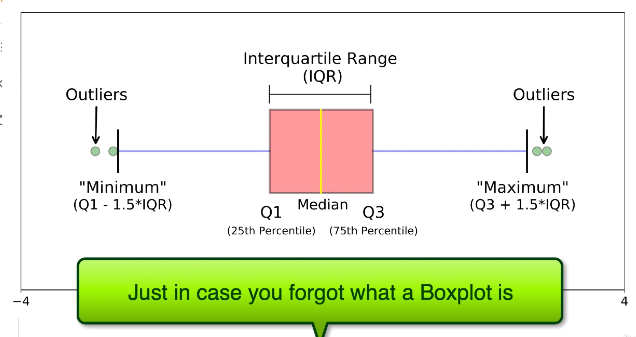 Interquartile Range
(IQR)
Outliers
Outliers
"Minimum"
(Q1 - 1.5*IQR)
"Maximum"
(Q3 + 1.5*IQR)
Q1
Median
Q3
(25th Percentile)
(75th Percentile)
−4
4
Just in case you forgot what a Boxplot is